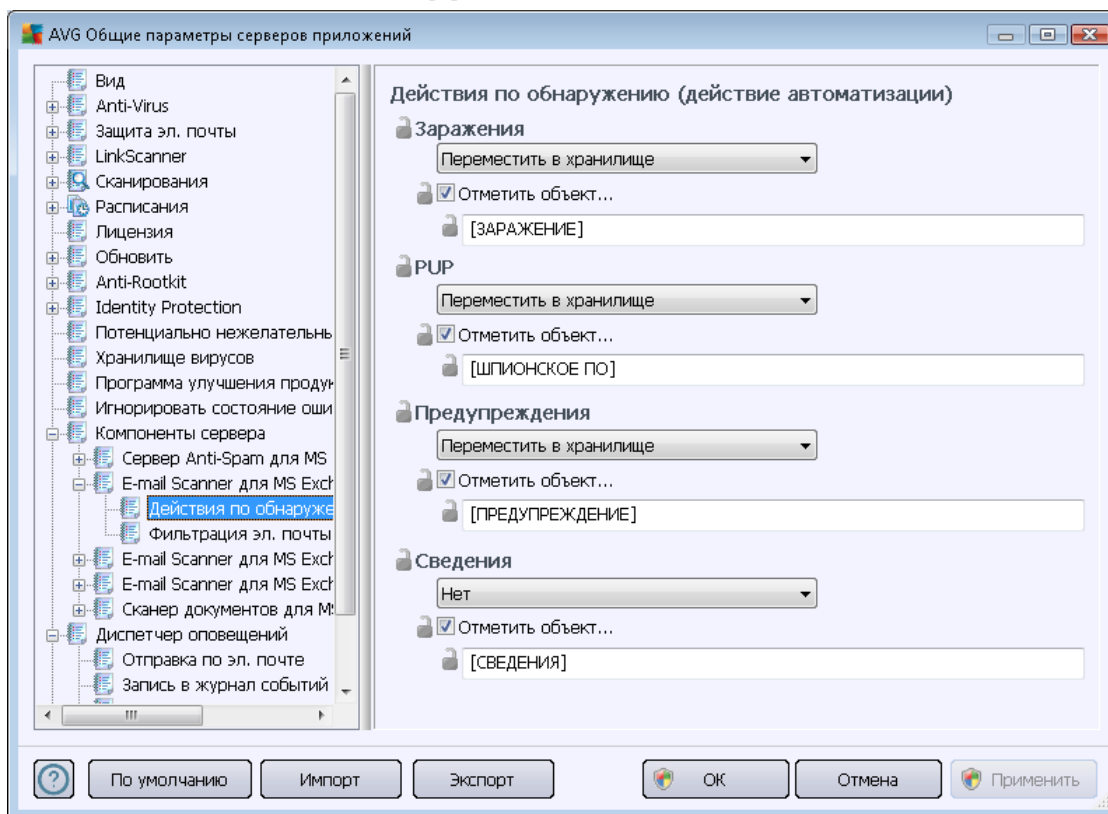 AVG Общие параметры серверов приложений
Вид
Anti-Virus
Защита эл. почты
LinkScanner
Сканирования
Расписания
Лицензия
Обновить
Anti-Rootkit
Identity Protection
Потенциально нежелательнь
Хранилище вирусов
Программа улучшения продук
Игнорировать состояние оши
Компоненты сервера
Сервер Anti-Spam для MS
E-mail Scanner для MS Exch
Действия по обнаруже
Фильтрация эл. почты
E-mail Scanner для MS Exch
E-mail Scanner для MS Exch
Сканер документов для MS
Диспетчер оповещений
Отправка по эл. почте
Запись в журнал событий
Действия по обнаружению (действие автоматизации)
Заражения
Переместить в хранилище
Отметить объект...
[ЗАРАЖЕНИЕ]
PUP
Переместить в хранилище
Отметить объект...
[ШПИОНСКОЕ ПО]
Предупреждения
Переместить в хранилище
Отметить объект...
[ПРЕДУПРЕЖДЕНИЕ]
Сведения
Нет
Отметить объект...
[СВЕДЕНИЯ]
По умолчанию
Импорт
Экспорт
ОК
Отмена
Применить